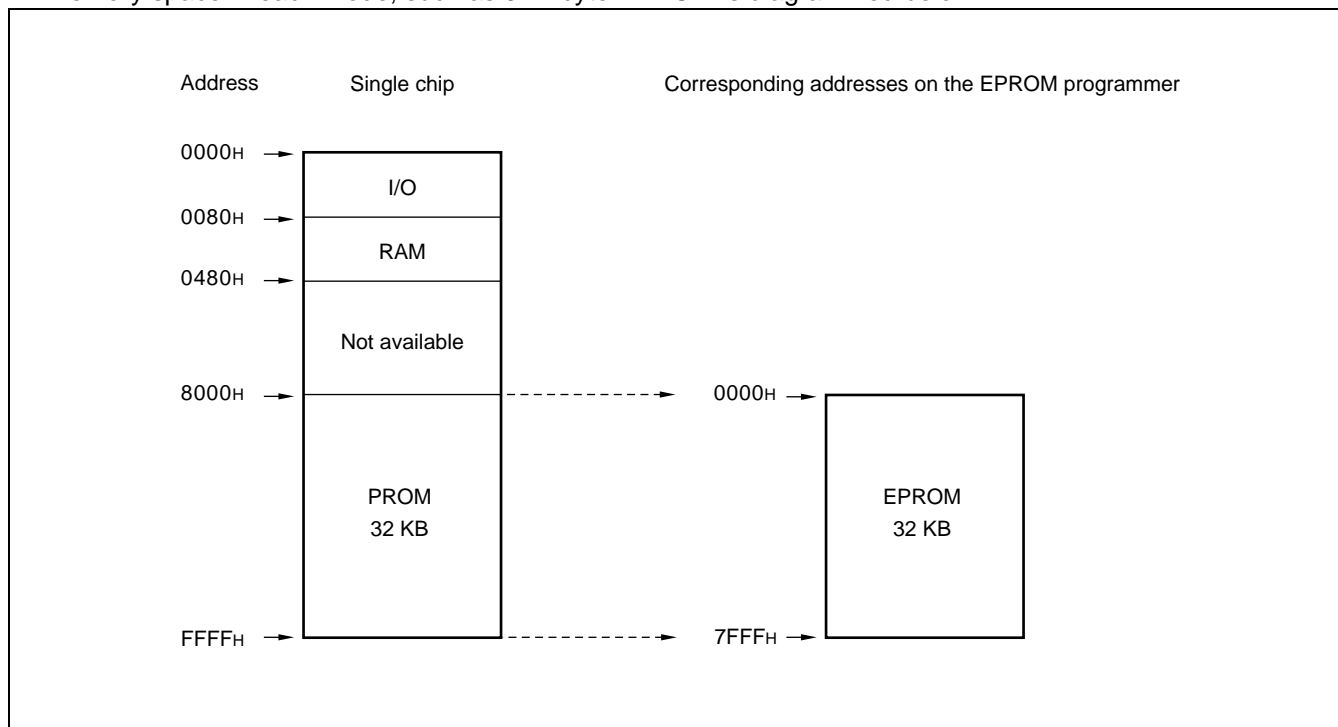 Address Single chip Corresponding addresses on the EPROM programmer
0000H
I/O
0080H
RAM
0480H
Not available
8000H 0000H
PROM EPROM
32 KB 32 KB
FFFFH 7FFFH